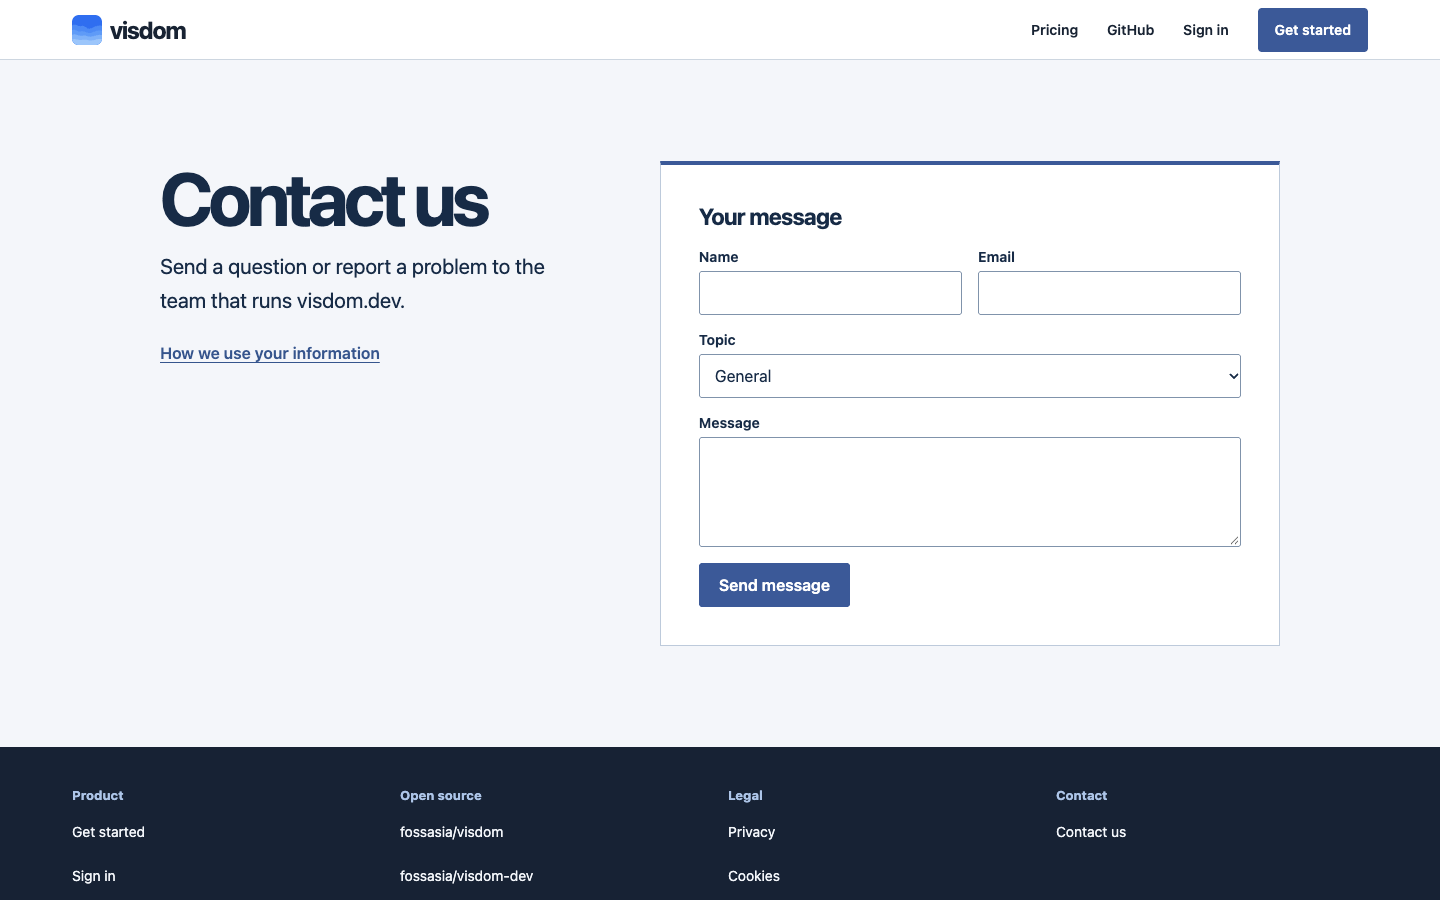 visdom
Pricing
GitHub
Sign in
Get started
Contact us
Send a question or report a problem to the
team that runs visdom.dev.
How we use your information
Your message
Name
Email
Topic
General
Message
Send message
Product
Get started
Sign in
Open source
fossasia/visdom
fossasia/visdom-dev
Legal
Privacy
Cookies
Contact
Contact us